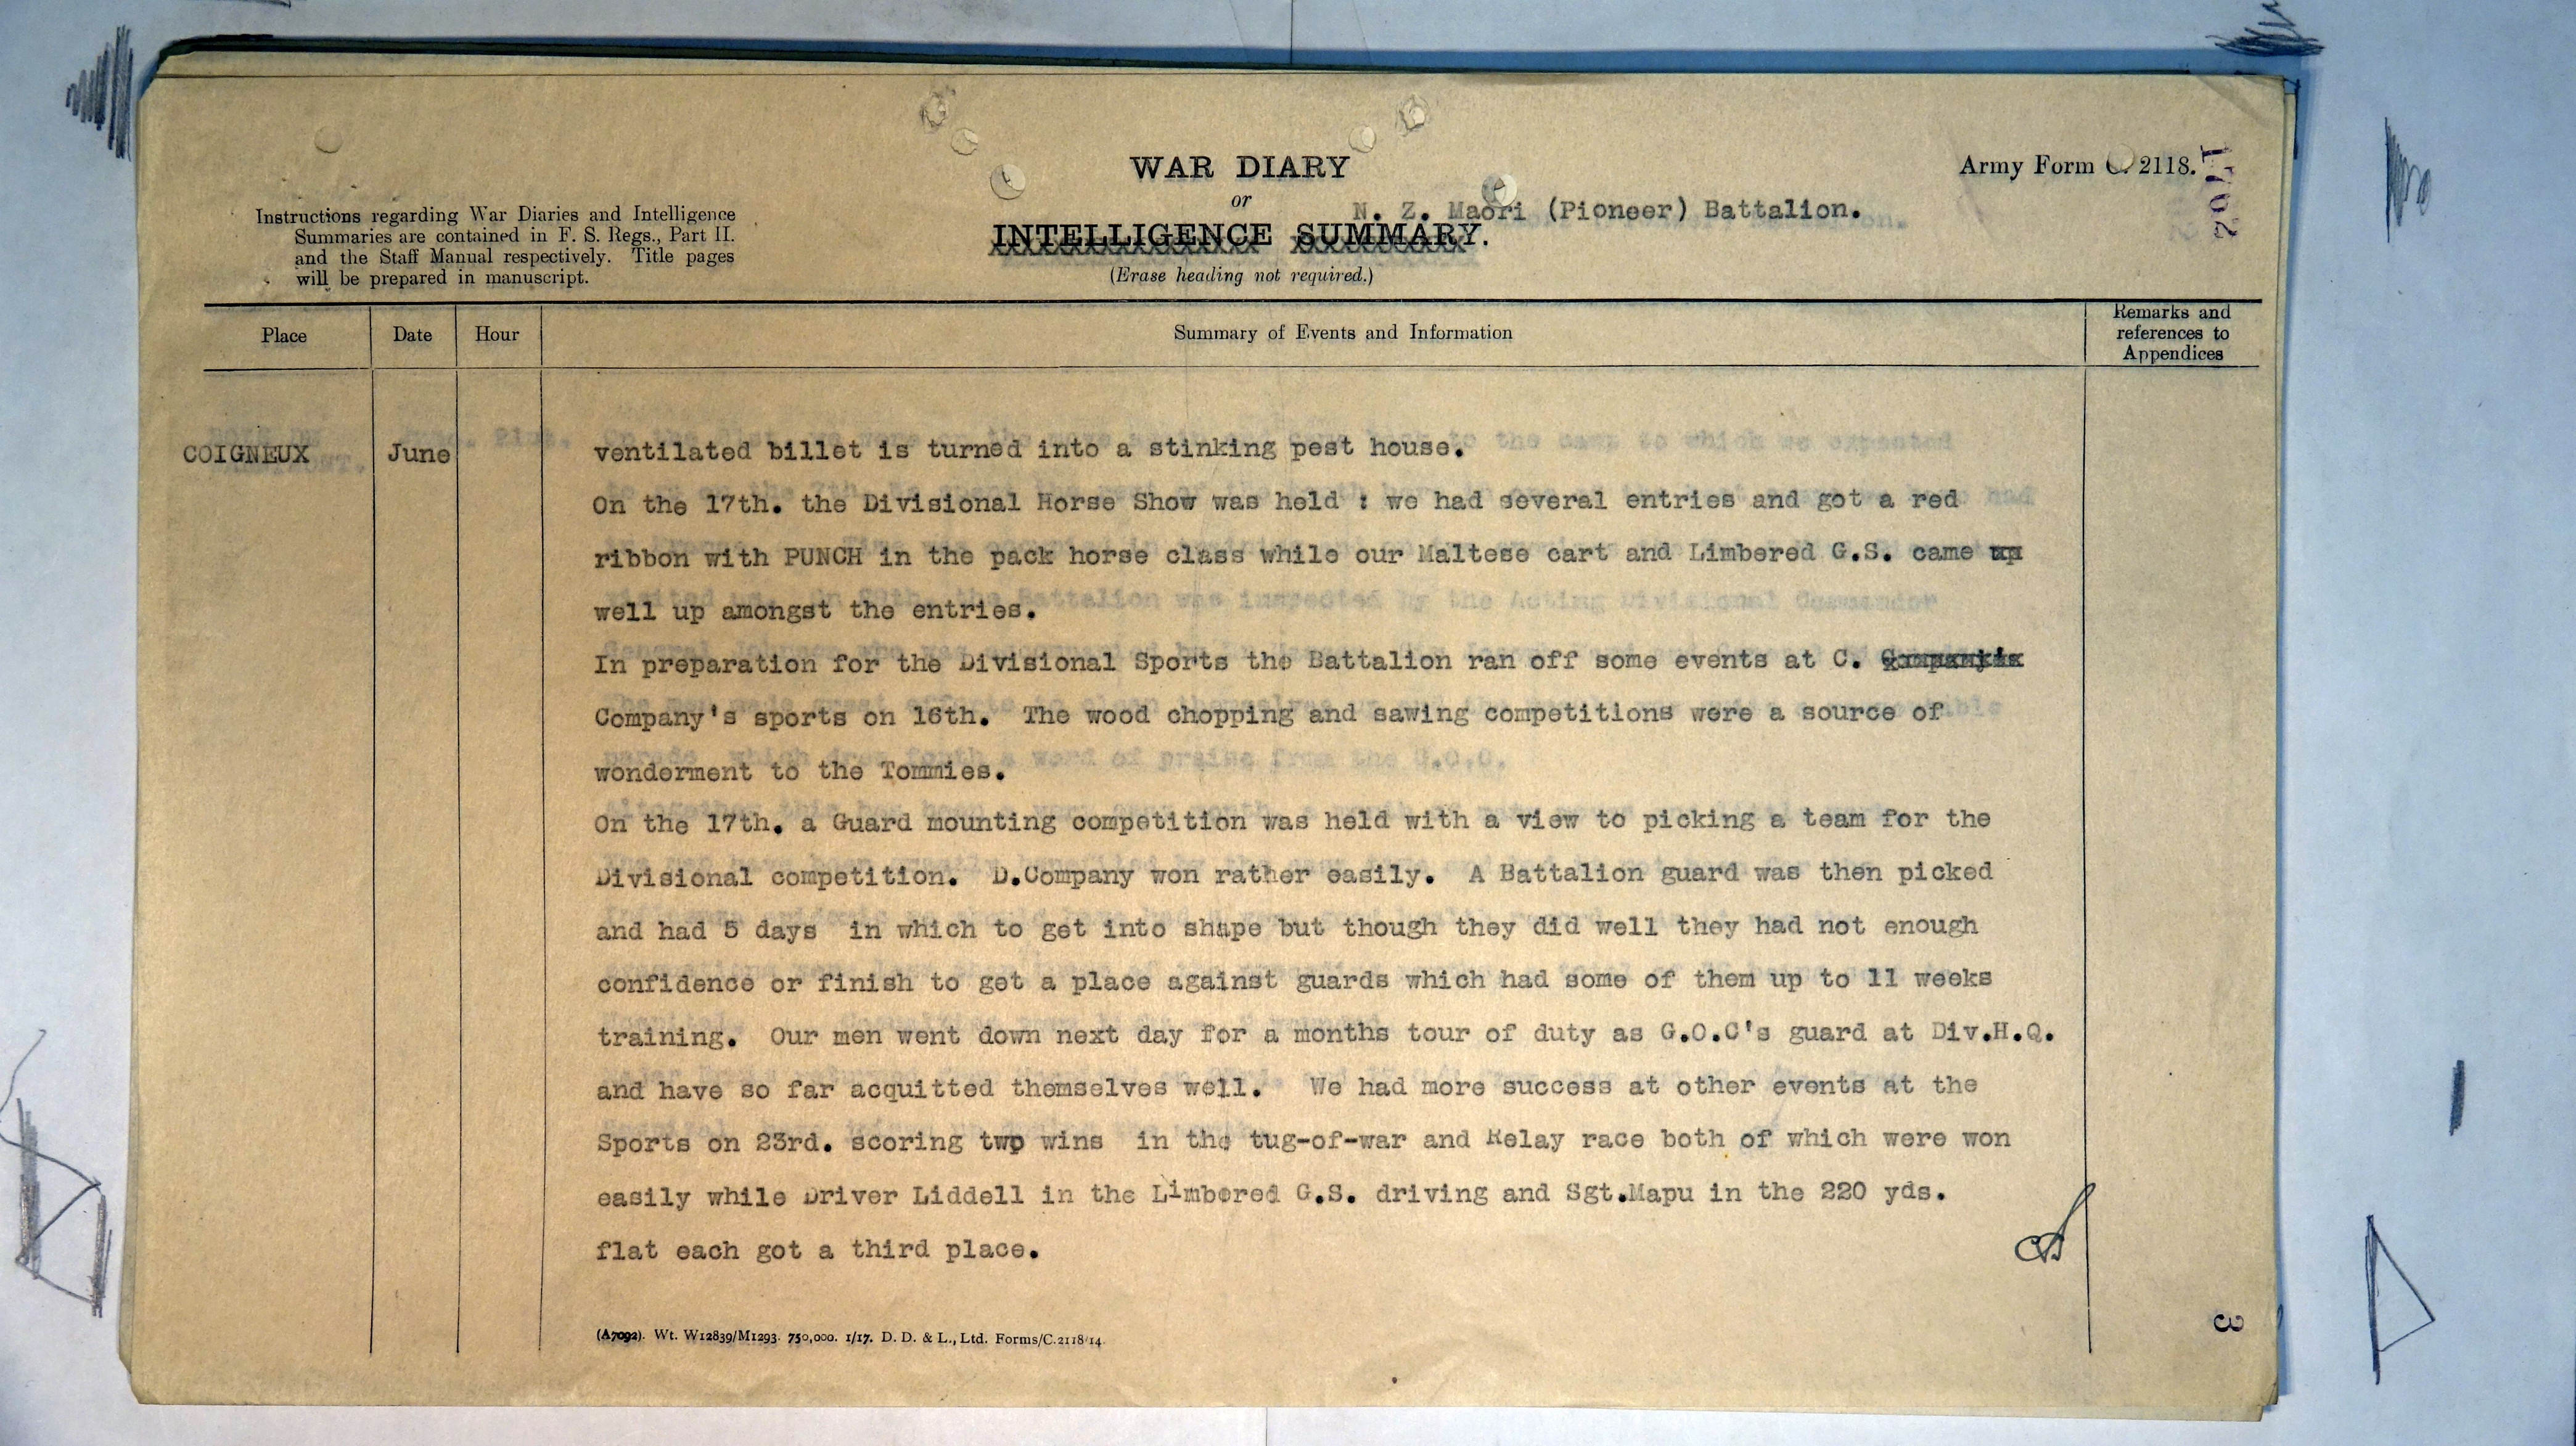 WAR DIARY
or
INTELLIGENCE SUMMARY.
(Erase heading not required.)
N. Z. Maori (Pioneer) Battalion.
Army Form C. 2118.
Instructions regarding War Diaries and Intelligence
Summaries are contained in F. S. Regs., Part II.
and the Staff Manual respectively. Title pages
will be prepared in manuscript.
Place
Date
Hour
Summary of Events and Information
Remarks and
references to
Appendices
COIGNEUX
June
ventilated billet is turned into a stinking pest house.
On the 17th. the Divisional Horse Show was held : we had several entries and got a red
ribbon with PUNCH in the pack horse class while our Maltese cart and Limbered G.S. came up
well up amongst the entries.
In preparation for the Divisional Sports the Battalion ran off some events at C.
Company's sports on 16th. The wood chopping and sawing competitions were a source of
wonderment to the Tommies.
On the 17th. a Guard mounting competition was held with a view to picking a team for the
Divisional competition. D.Company won rather easily. A Battalion guard was then picked
and had 5 days in which to get into shape but though they did well they had not enough
confidence or finish to get a place against guards which had some of them up to 11 weeks
training. Our men went down next day for a months tour of duty as G.O.C's guard at Div.H.Q.
and have so far acquitted themselves well. We had more success at other events at the
Sports on 23rd. scoring two wins in the tug-of-war and Relay race both of which were won
easily while Driver Liddell in the Limbered G.S. driving and Sgt.Mapu in the 220 yds.
flat each got a third place.
3
(A7092). Wt. W12839/M1293. 750,000. 1/17. D. D. & L., Ltd. Forms/C.2118/14.